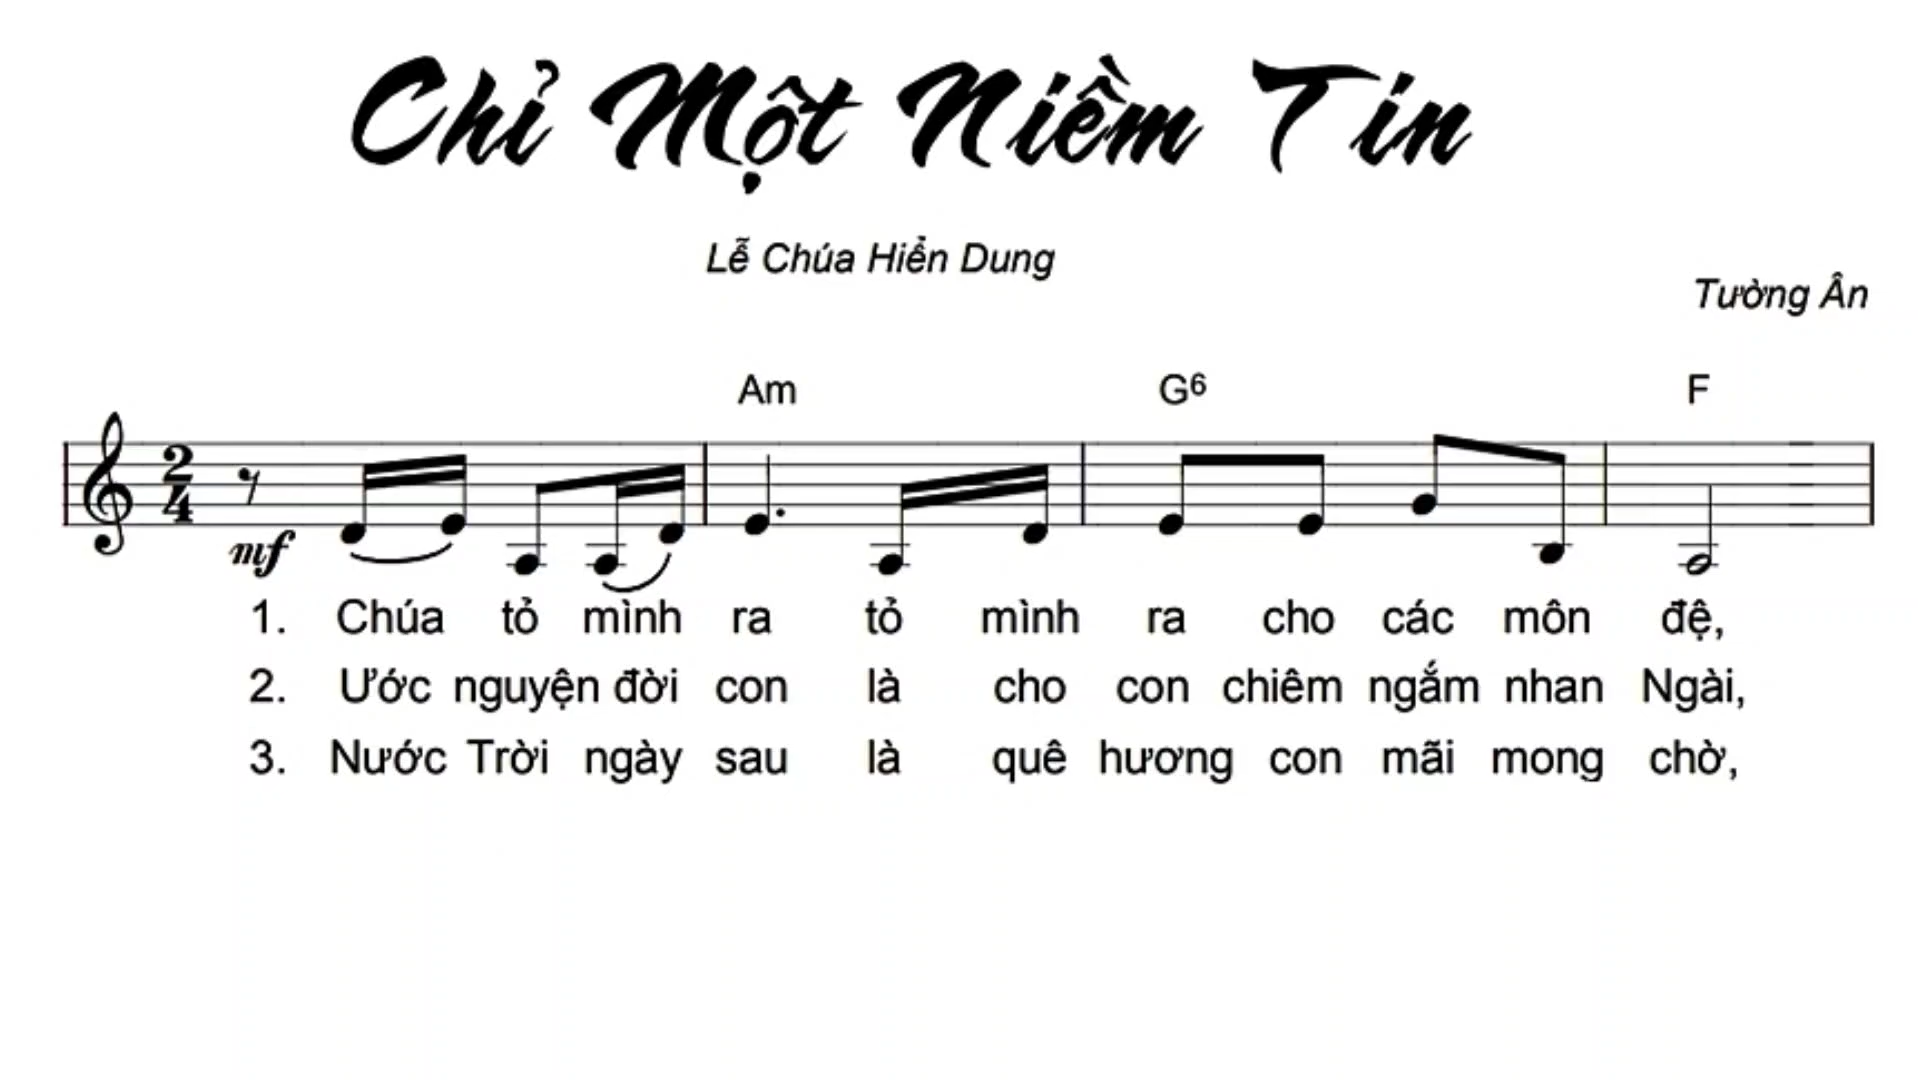 Chỉ Một Niềm Tin
Lễ Chúa Hiển Dung
Tường Ân
Am G6 F
2
4
mf
1. Chúa tỏ mình ra tỏ mình ra cho các môn đệ,
2. Ước nguyện đời con là cho con chiêm ngắm nhan Ngài,
3. Nước Trời ngày sau là quê hương con mãi mong chờ,